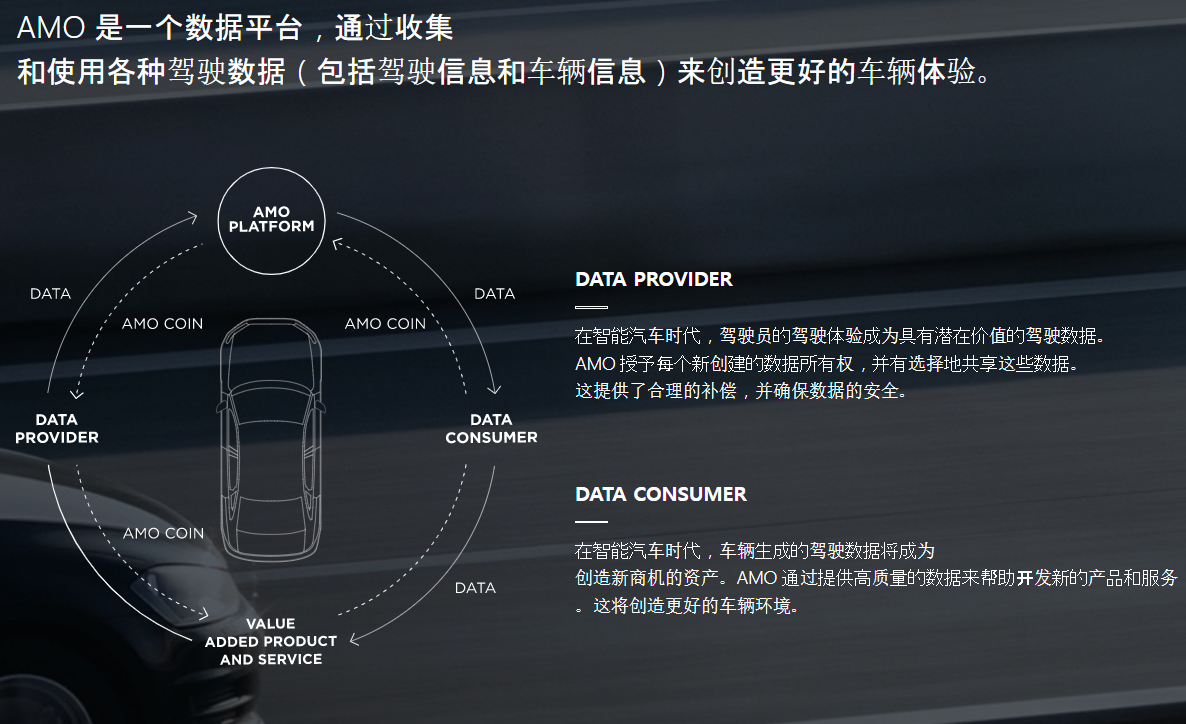 AMO 是一个数据平台，通过收集
和使用各种驾驶数据（包括驾驶信息和车辆信息）来创造更好的车辆体验。
AMO
PLATFORM
DATA
DATA
AMO COIN
AMO COIN
DATA
PROVIDER
DATA
CONSUMER
AMO COIN
DATA
VALUE
ADDED PRODUCT
AND SERVICE
DATA PROVIDER
在智能汽车时代，驾驶员的驾驶体验成为具有潜在价值的驾驶数据。
AMO 授予每个新创建的数据所有权，并有选择地共享这些数据。
这提供了合理的补偿，并确保数据的安全。
DATA CONSUMER
在智能汽车时代，车辆生成的驾驶数据将成为
创造新商机的资产。AMO 通过提供高质量的数据来帮助开发新的产品和服务
。这将创造更好的车辆环境。